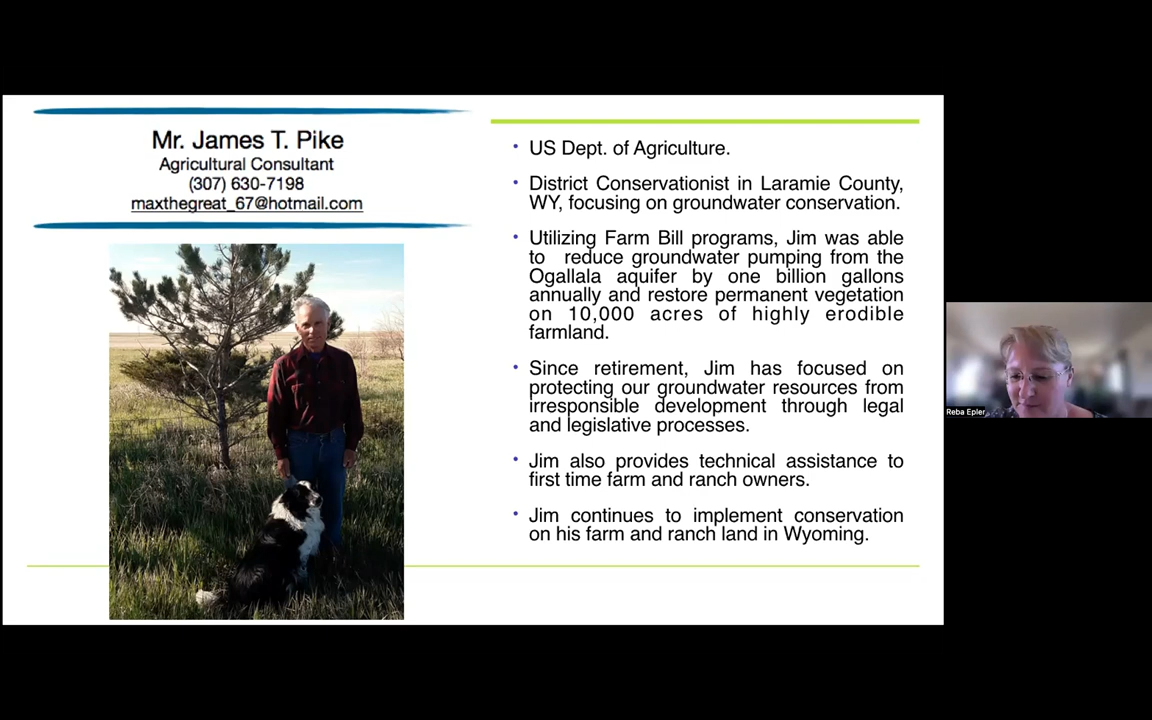 Mr. James T. Pike
Agricultural Consultant
(307) 630-7198
maxthegreat_67@hotmail.com
• US Dept. of Agriculture.
• District Conservationist in Laramie County,
WY, focusing on groundwater conservation.
• Utilizing Farm Bill programs, Jim was able
to reduce groundwater pumping from the
Ogallala aquifer by one billion gallons
annually and restore permanent vegetation
on 10,000 acres of highly erodible
farmland.
• Since retirement, Jim has focused on
protecting our groundwater resources from
irresponsible development through legal
and legislative processes.
• Jim also provides technical assistance to
first time farm and ranch owners.
• Jim continues to implement conservation
on his farm and ranch land in Wyoming.
Reba Epler